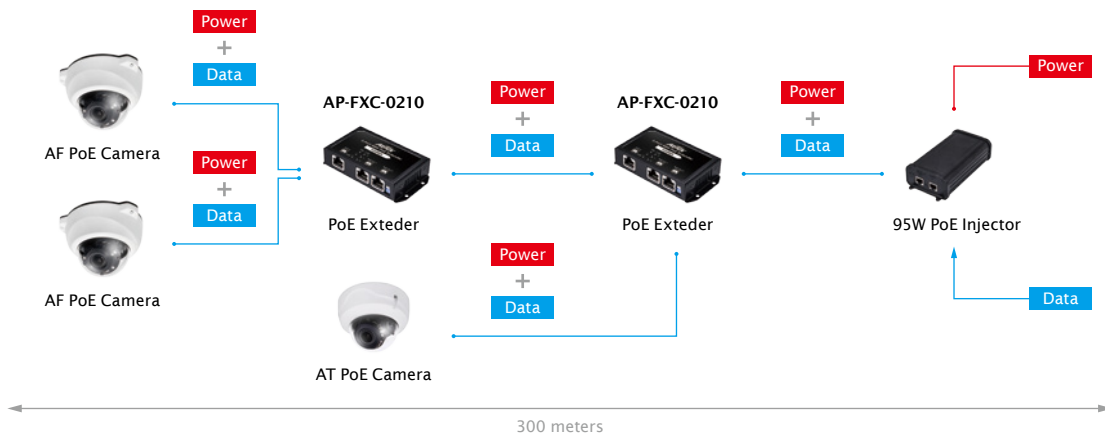 Power
+
Data
AF PoE Camera
Power
+
Data
AF PoE Camera
AP-FXC-0210
PoE Exteder
Power
+
Data
AP-FXC-0210
PoE Exteder
Power
+
Data
Power
95W PoE Injector
Data
Power
+
Data
AT PoE Camera
300 meters